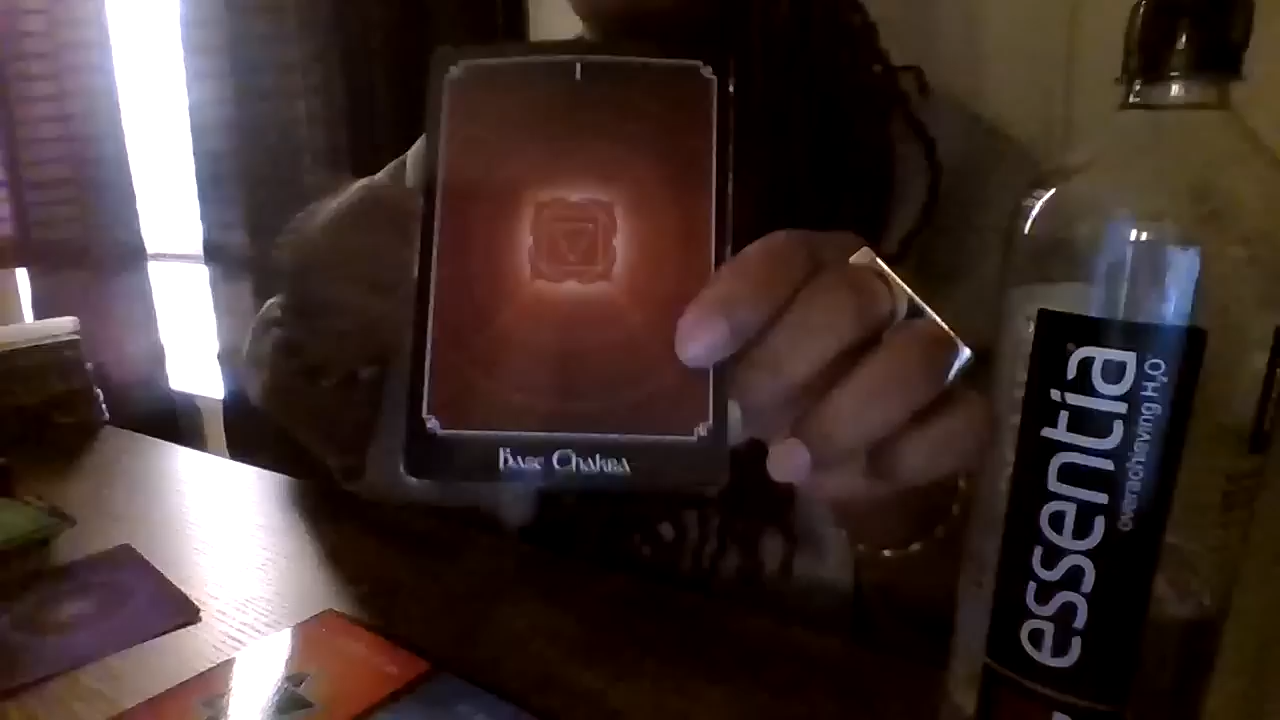 I
Base Chakra
essentia
overachieving H₂O